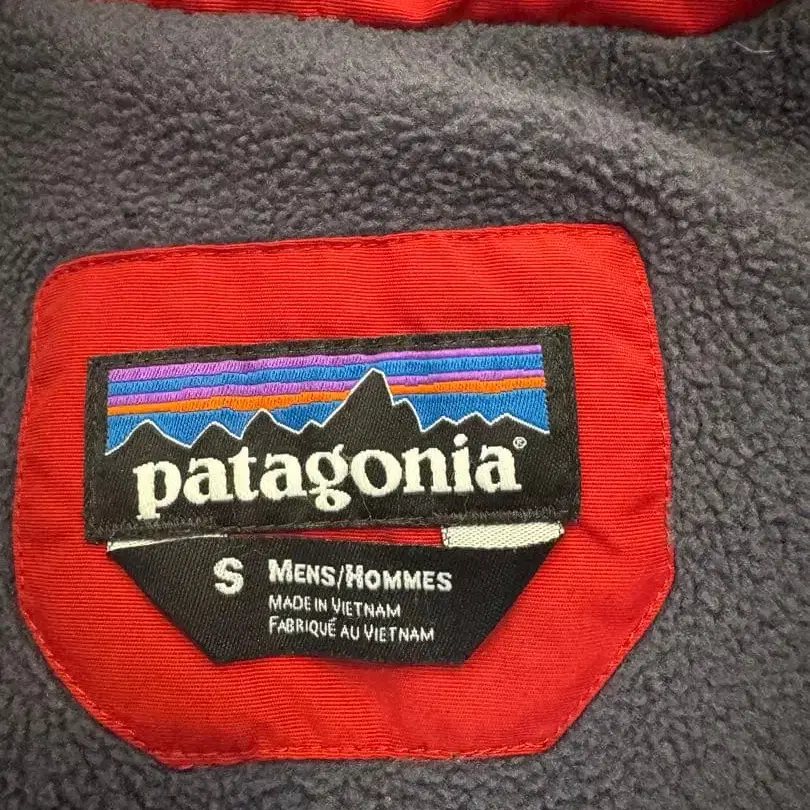 patagonia®
S MENS/HOMMES
MADE IN VIETNAM
FABRIQUÉ AU VIETNAM